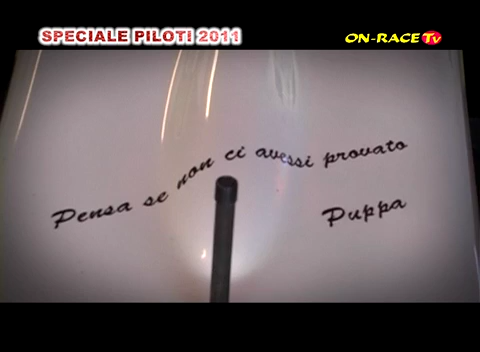 SPECIALE PILOTI 2011
ON-RACE Tv
Pensa se non ci avessi provato
Puppa